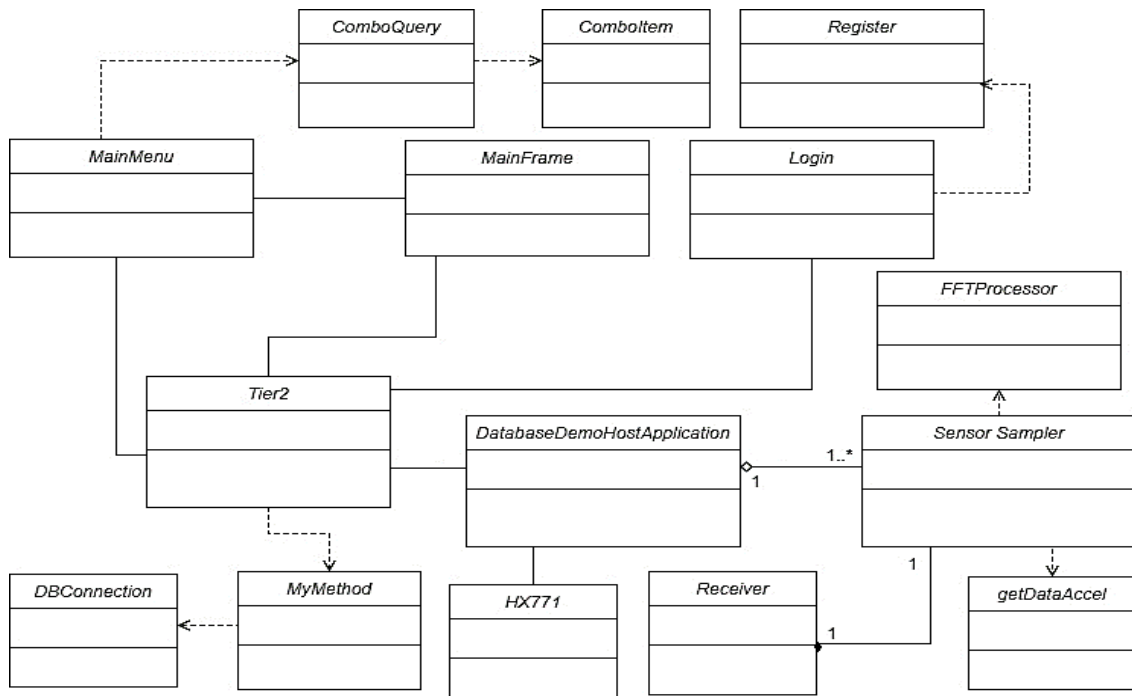 ComboQuery
ComboItem
Register
MainMenu
MainFrame
Login
FFTProcessor
Tier2
DatabaseDemoHostApplication
Sensor Sampler
1..*
1
1
DBConnection
MyMethod
HX771
Receiver
getDataAccel
1